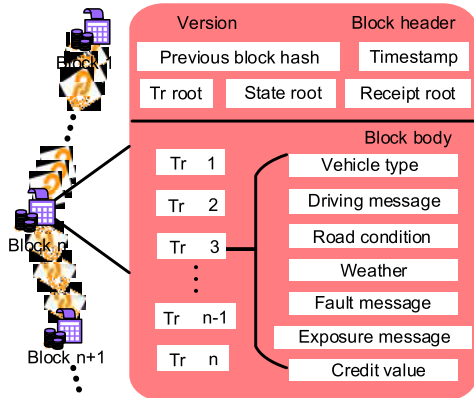 Version Block header
Previous block hash Timestamp
Tr root State root Receipt root
Block body
Block 1
Block n
Block n+1
Tr 1
Tr 2
Tr 3
Tr n-1
Tr n
Vehicle type
Driving message
Road condition
Weather
Fault message
Exposure message
Credit value